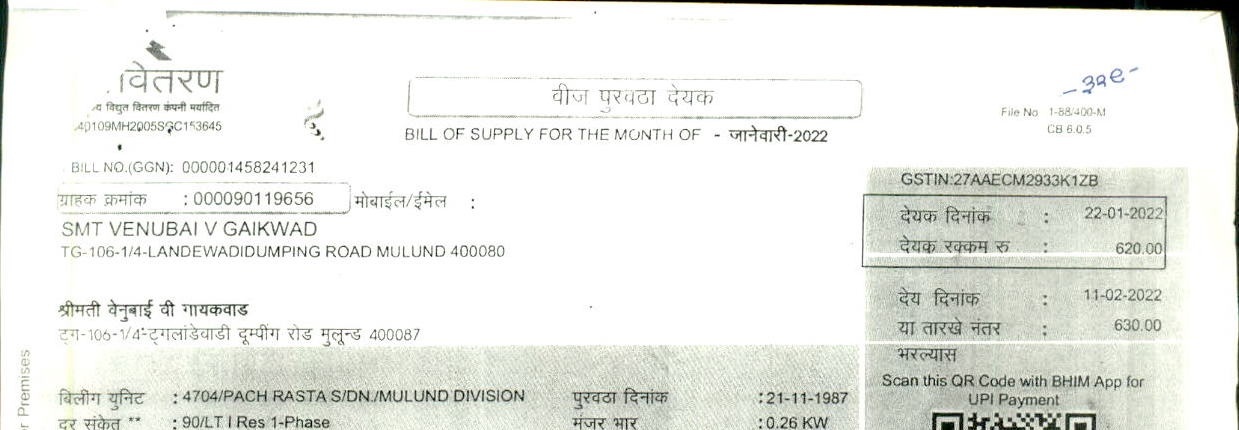 वितरण
विद्युत वितरण कंपनी मर्यादित
40109MH2005SGC153645
वीज पुरवठा देयक
BILL OF SUPPLY FOR THE MONTH OF - जानेवारी-2022
File No 1-88/400-M
CB 6.0.5
BILL NO.(GGN): 000001458241231
ग्राहक क्रमांक : 000090119656 मोबाईल/ईमेल :
SMT VENUBAI V GAIKWAD
TG-106-1/4-LANDEWADIDUMPING ROAD MULUND 400080
श्रीमती वेनुबाई वी गायकवाड
ट्ग-106-1/4-ट्गलांडेवाडी दूम्पींग रोड मुलून्ड 400087
GSTIN:27AAECM2933K1ZB
देयक दिनांक : 22-01-2022
देयक रक्कम रु : 620.00
देय दिनांक : 11-02-2022
या तारखे नंतर : 630.00
भरल्यास
Scan this QR Code with BHIM App for
UPI Payment
बिलींग युनिट : 4704/PACH RASTA S/DN./MULUND DIVISION
पुरवठा दिनांक : 21-11-1987
दर संकेत ** : 90/LT I Res 1-Phase
मंजूर भार : 0.26 KW
Premises